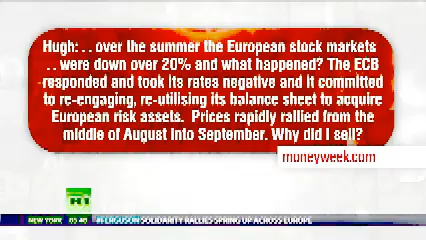 Hugh: . . over the summer the European stock markets
. . were down over 20% and what happened? The ECB
responded and took its rates negative and it committed
to re-engaging, re-utilising its balance sheet to acquire
European risk assets. Prices rapidly rallied from the
middle of August into September. Why did I sell?
moneyweek.com
RT
NEW YORK 05:40 #FERGUSON SOLIDARITY RALLIES SPRING UP ACROSS EUROPE